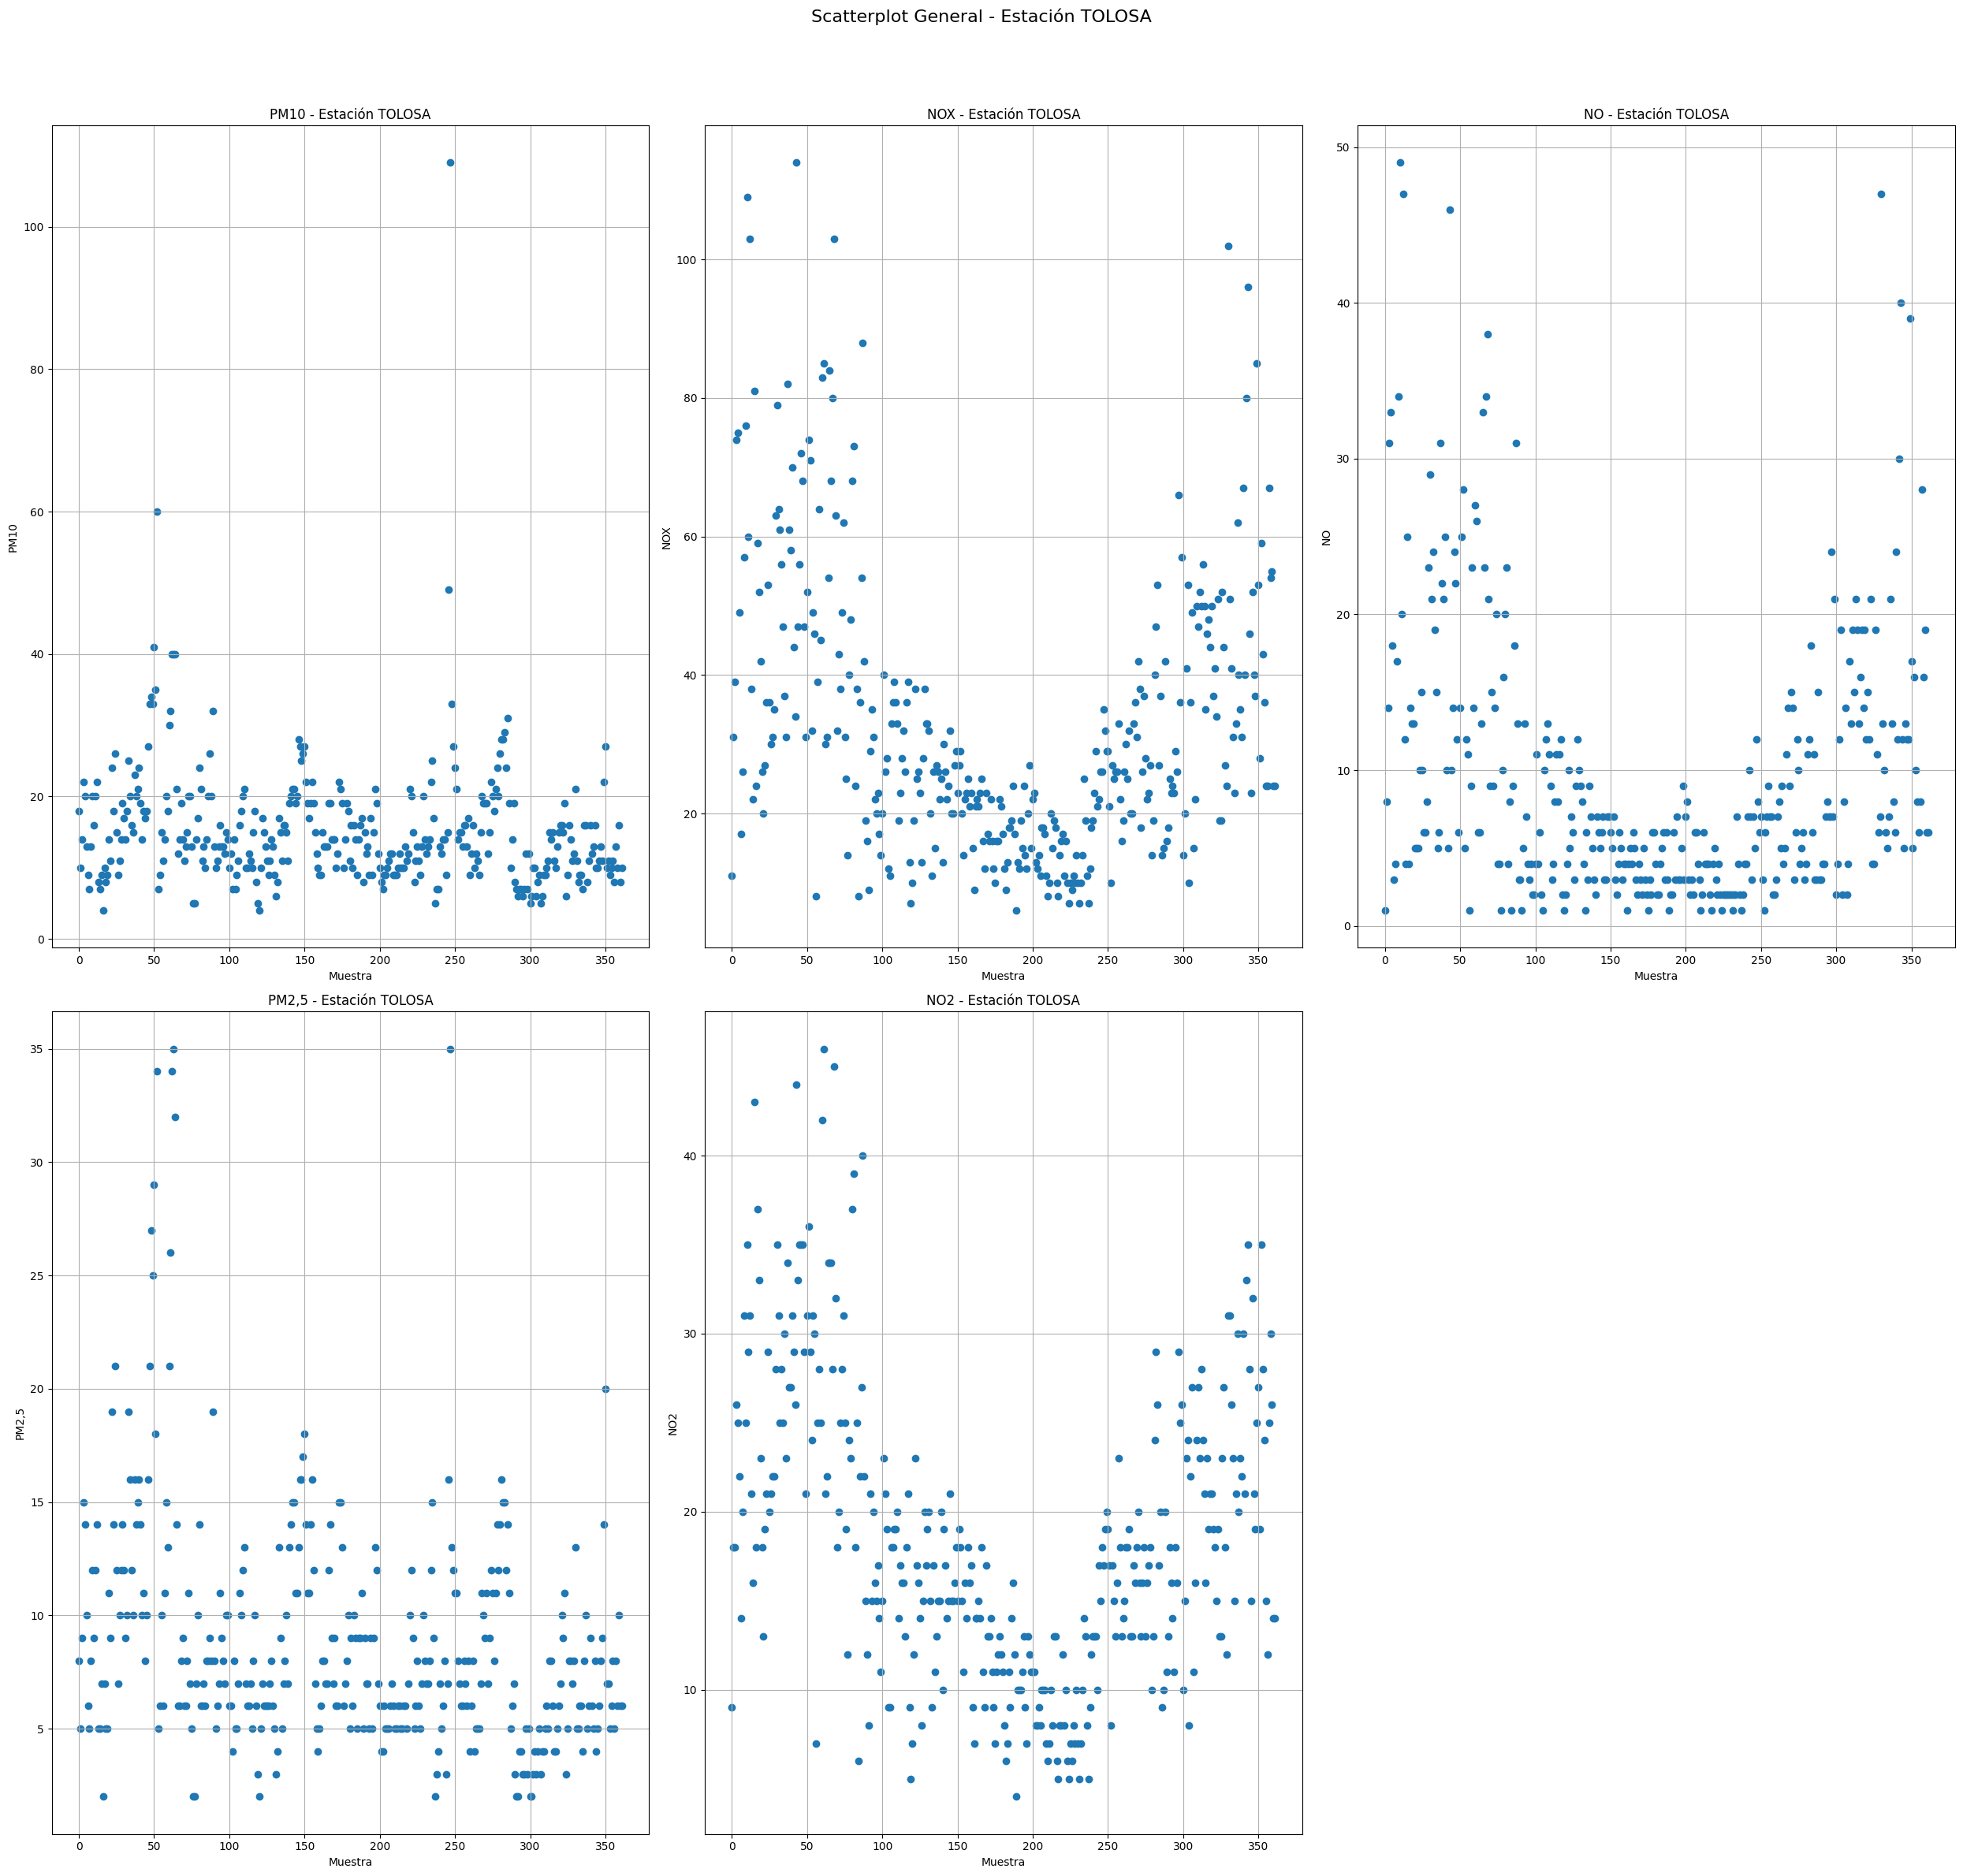 Scatterplot General - Estación TOLOSA
PM10 - Estación TOLOSA
PM10
100
80
60
40
20
0
0 50 100 150 200 250 300 350
Muestra
NOX - Estación TOLOSA
NOX
100
80
60
40
20
0 50 100 150 200 250 300 350
Muestra
NO - Estación TOLOSA
NO
50
40
30
20
10
0
0 50 100 150 200 250 300 350
Muestra
PM2,5 - Estación TOLOSA
PM2,5
35
30
25
20
15
10
5
0 50 100 150 200 250 300 350
Muestra
NO2 - Estación TOLOSA
NO2
40
30
20
10
0 50 100 150 200 250 300 350
Muestra